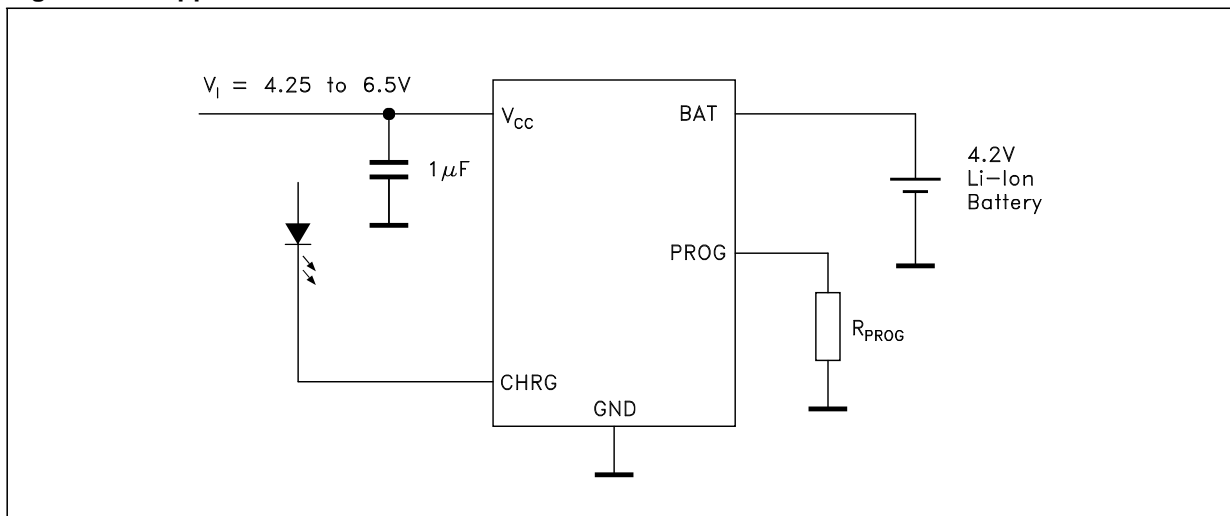 V_I = 4.25 to 6.5V
V_CC
BAT
1μF
4.2V
Li-Ion
Battery
PROG
R_PROG
CHRG
GND